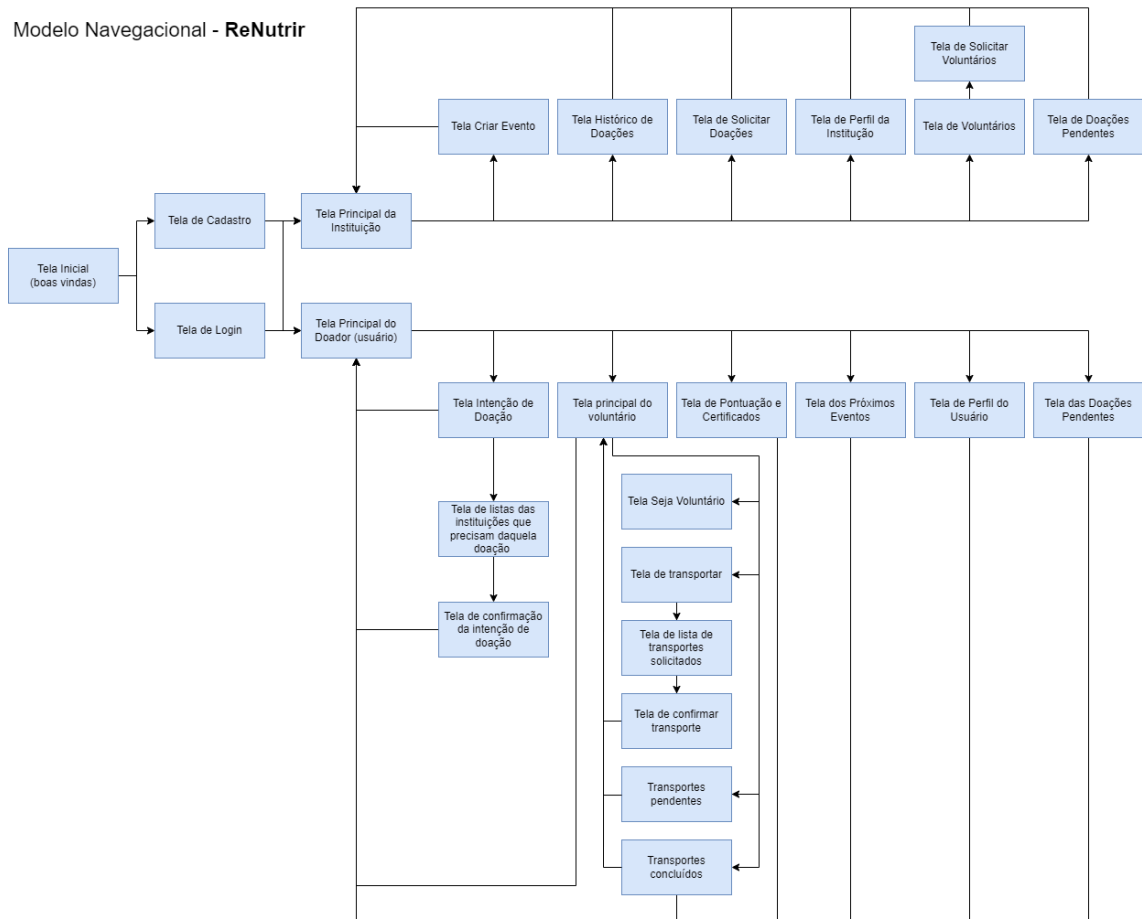 Modelo Navegacional - ReNutrir
Tela de Solicitar
Voluntários
Tela Criar Evento
Tela Histórico de
Doações
Tela de Solicitar
Doações
Tela de Perfil da
Institução
Tela de Voluntários
Tela de Doações
Pendentes
Tela de Cadastro
Tela Principal da
Instituição
Tela Inicial
(boas vindas)
Tela de Login
Tela Principal do
Doador (usuário)
Tela Intenção de
Doação
Tela principal do
voluntário
Tela de Pontuação e
Certificados
Tela dos Próximos
Eventos
Tela de Perfil do
Usuário
Tela das Doações
Pendentes
Tela de listas das
instituições que
precisam daquela
doação
Tela de confirmação
da intenção de
doação
Tela Seja Voluntário
Tela de transportar
Tela de lista de
transportes
solicitados
Tela de confirmar
transporte
Transportes
pendentes
Transportes
concluídos